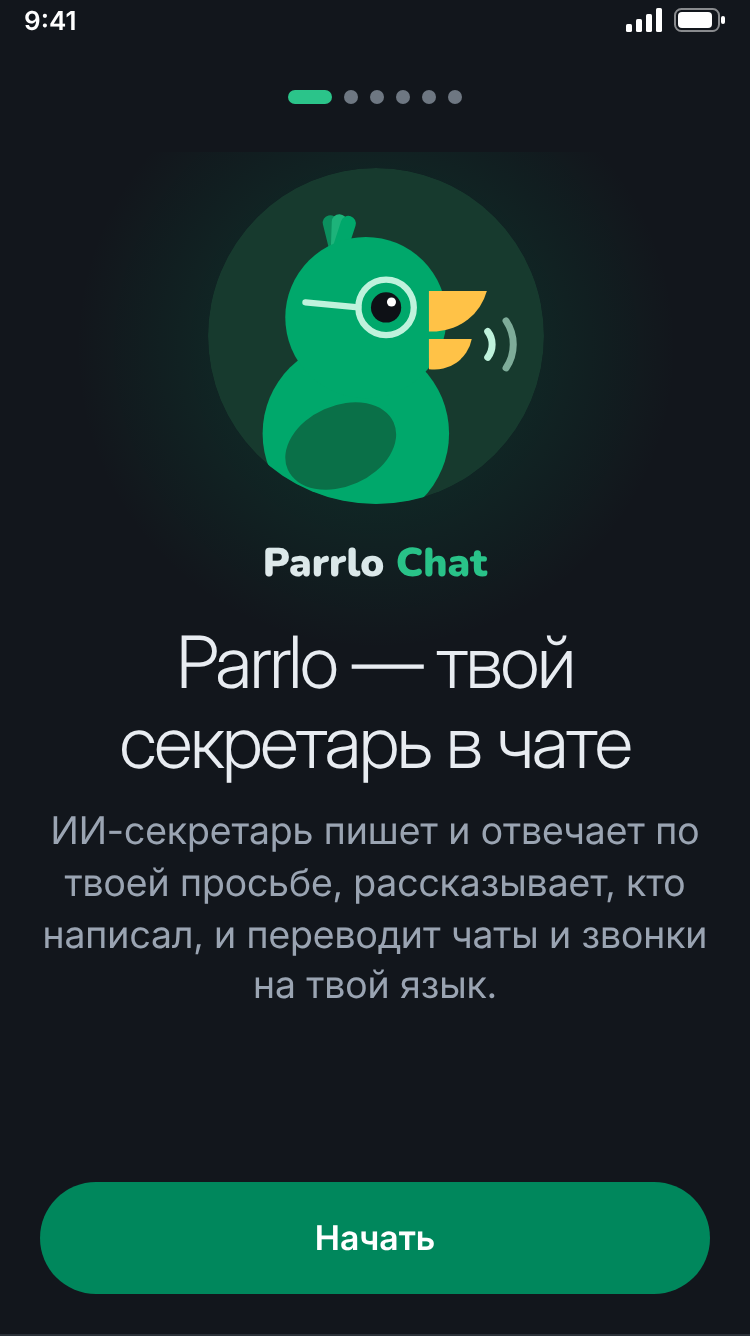 9:41
Parrlo Chat
Parrlo — твой
секретарь в чате
ИИ-секретарь пишет и отвечает по
твоей просьбе, рассказывает, кто
написал, и переводит чаты и звонки
на твой язык.
Начать